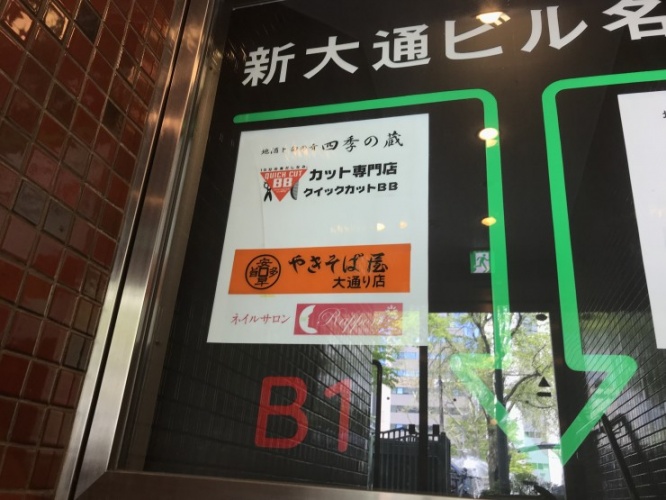 新大通ビル名
四季の蔵
QUICK CUT
BB
カット専門店
クイックカットBB
やきそば屋
大通り店
ネイルサロン
B1